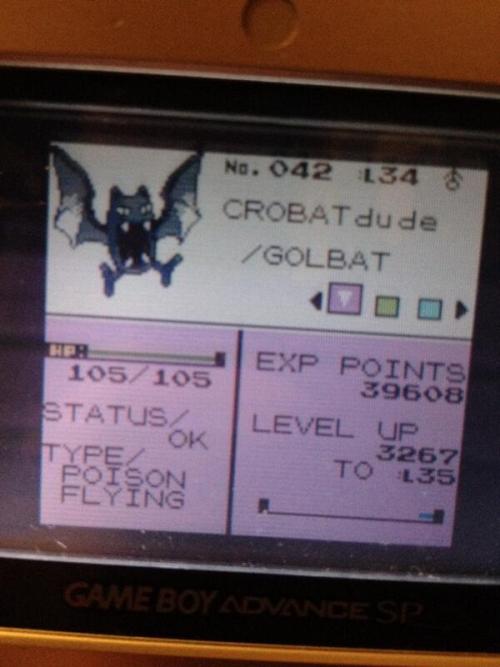 No. 042 :L34 ♂
CROBATdude
/GOLBAT
HP:
105/105
STATUS/
OK
TYPE/
POISON
FLYING
EXP POINTS
39608
LEVEL UP
3267
TO :L35
GAME BOY ADVANCE SP